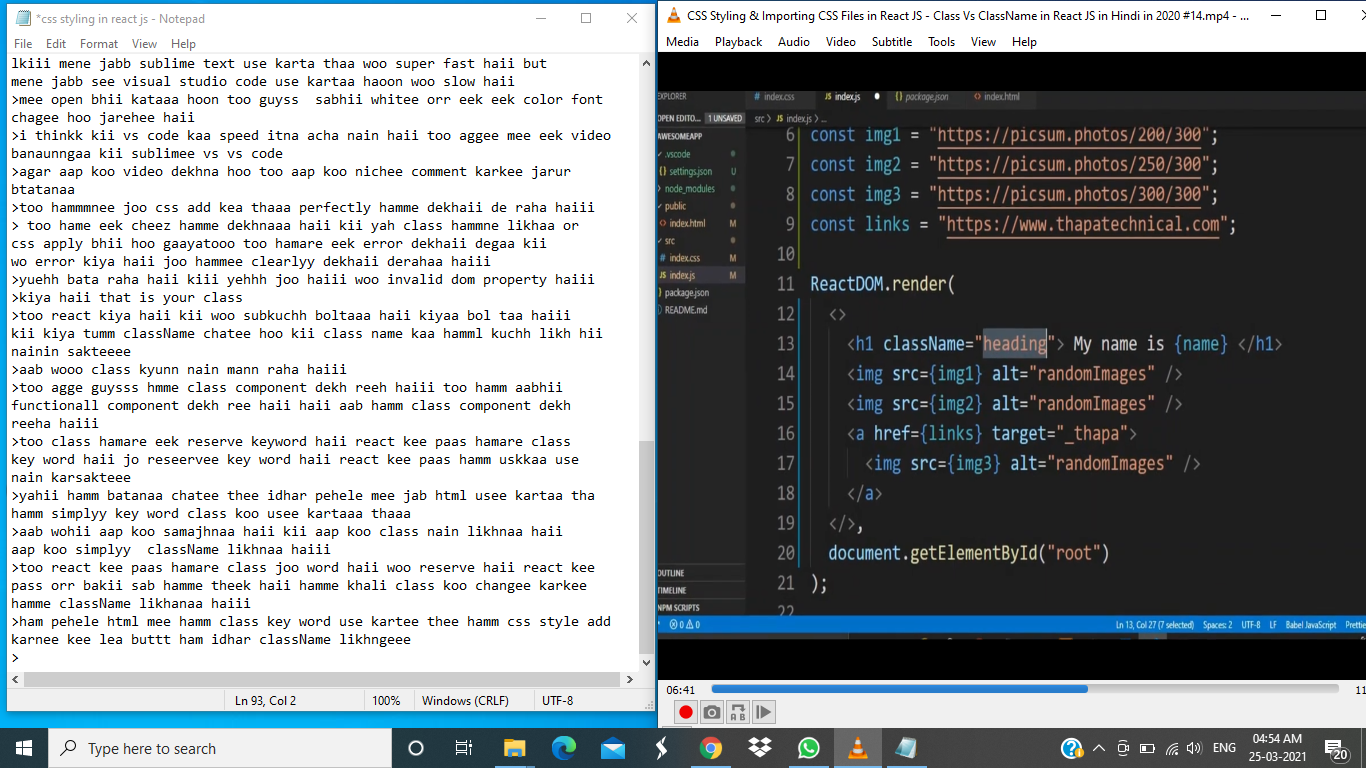 *css styling in react js - Notepad
File Edit Format View Help
lkiii mene jabb sublime text use karta thaa woo super fast haii but
mene jabb see visual studio code use kartaa haoon woo slow haii
>mee open bhii kataaa hoon too guyss  sabhii whitee orr eek eek color font
chagee hoo jarehee haii
>i thinkk kii vs code kaa speed itna acha nain haii too aggee mee eek video
banaunngaa kii sublimee vs vs code
>agar aap koo video dekhna hoo too aap koo nichee comment karkee jarur
btatanaa
>too hammmnee joo css add kea thaaa perfectly hamme dekhaii de raha haiii
> too hame eek cheez hamme dekhnaaa haii kii yah class hammne likhaa or
css apply bhii hoo gaayatooo too hamare eek error dekhaii degaa kii
wo error kiya haii joo hammee clearlyy dekhaii derahaa haiii
>yuehh bata raha haii kiii yehhh joo haiii woo invalid dom property haiii
>kiya haii that is your class
>too react kiya haii kii woo subkuchh boltaaa haii kiyaa bol taa haiii
kii kiya tumm className chatee hoo kii class name kaa hamml kuchh likh hii
nainin sakteeee
>aab wooo class kyunn nain mann raha haiii
>too agge guysss hmme class component dekh reeh haiii too hamm aabhii
functionall component dekh ree haii haii aab hamm class component dekh
reeha haiii
>too class hamare eek reserve keyword haii react kee paas hamare class
key word haii jo reseervee key word haii react kee paas hamm uskkaa use
nain karsakteee
>yahii hamm batanaa chatee thee idhar pehele mee jab html usee kartaa tha
hamm simplyy key word class koo usee kartaaa thaaa
>aab wohii aap koo samajhnaa haii kii aap koo class nain likhnaa haii
aap koo simplyy  className likhnaa haiii
>too react kee paas hamare class joo word haii woo reserve haii react kee
pass orr bakii sab hamme theek haii hamme khali class koo changee karkee
hamme className likhanaa haiii
>ham pehele html mee hamm class key word use kartee thee hamm css style add
karnee kee lea buttt ham idhar className likhngeee
>
Ln 93, Col 2 100% Windows (CRLF) UTF-8
CSS Styling & Importing CSS Files in React JS - Class Vs ClassName in React JS in Hindi in 2020 #14.mp4 - ...
Media Playback Audio Video Subtitle Tools View Help
EXPLORER
OPEN EDITO... 1 UNSAVED
AWESOMEAPP
.vscode
{} settings.json U
node_modules
public
index.html M
src
# index.css M
JS index.js M
package.json
README.md
OUTLINE
TIMELINE
NPM SCRIPTS
# index.css JS index.js {} package.json <> index.html
src > JS index.js > ...
6 const img1 = "https://picsum.photos/200/300";
7 const img2 = "https://picsum.photos/250/300";
8 const img3 = "https://picsum.photos/300/300";
9 const links = "https://www.thapatechnical.com";
10
11 ReactDOM.render(
12 <>
13 <h1 className="heading"> My name is {name} </h1>
14 <img src={img1} alt="randomImages" />
15 <img src={img2} alt="randomImages" />
16 <a href={links} target="_thapa">
17 <img src={img3} alt="randomImages" />
18 </a>
19 </>,
20 document.getElementById("root")
21 );
22
0 0 Ln 13, Col 27 (7 selected) Spaces: 2 UTF-8 LF Babel JavaScript Prettie
06:41 11
A B
Type here to search
ENG
04:54 AM
25-03-2021
20